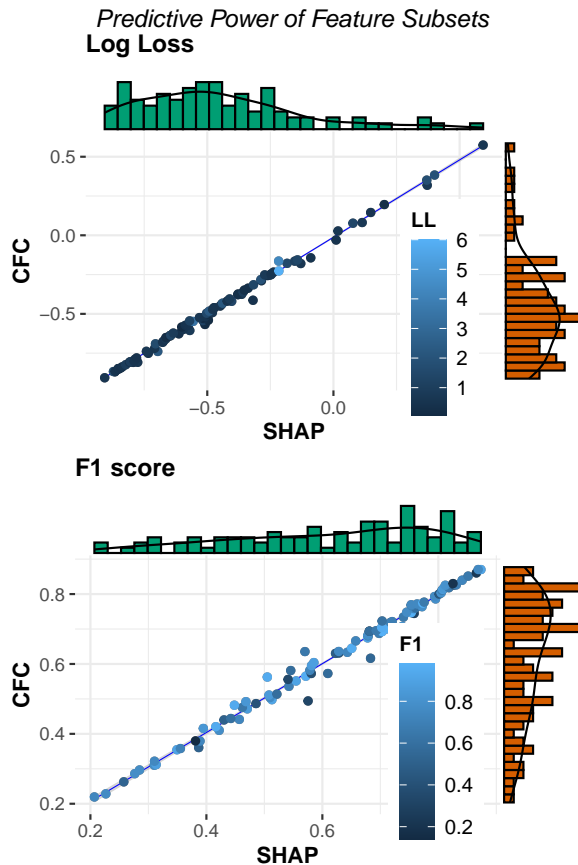 Predictive Power of Feature Subsets
Log Loss
0.5
0.0
−0.5
CFC
LL
6
5
4
3
2
1
−0.5 0.0
SHAP
F1 score
0.8
0.6
0.4
0.2
CFC
F1
0.8
0.6
0.4
0.2
0.2 0.4 0.6
SHAP